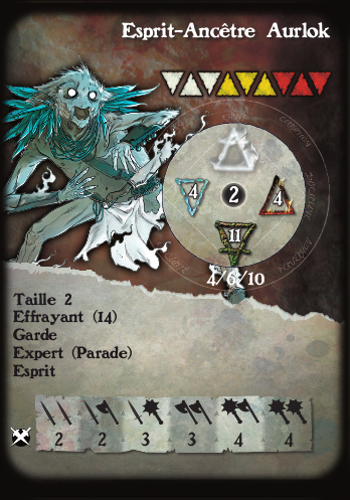 Esprit-Ancêtre Aurlok
4
2
4
11
4/6/10
Taille 2
Effrayant (14)
Garde
Expert (Parade)
Esprit
2 2 3 3 4 4